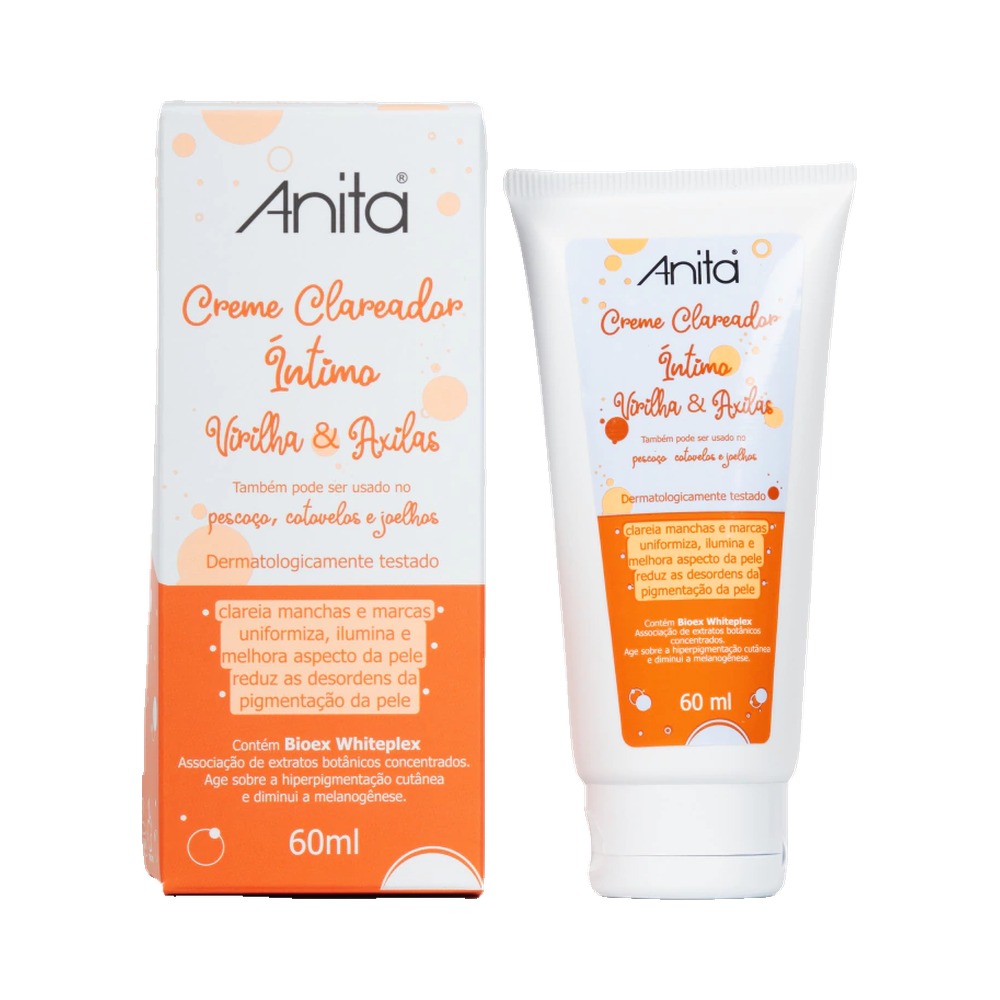 Anita®
Creme Clareador
Íntimo
Virilha & Axilas
Também pode ser usado no
pescoço, cotovelos e joelhos
Dermatologicamente testado
clareia manchas e marcas
uniformiza, ilumina e
melhora aspecto da pele
reduz as desordens da
pigmentação da pele
Contém Bioex Whiteplex
Associação de extratos botânicos concentrados.
Age sobre a hiperpigmentação cutânea
e diminui a melanogênese.
60ml
Anita®
Creme Clareador
Íntimo
Virilha & Axilas
Também pode ser usado no
pescoço, cotovelos e joelhos
Dermatologicamente testado
clareia manchas e marcas
uniformiza, ilumina e
melhora aspecto da pele
reduz as desordens da
pigmentação da pele
Contém Bioex Whiteplex
Associação de extratos botânicos
concentrados.
Age sobre a hiperpigmentação cutânea
e diminui a melanogênese.
60 ml